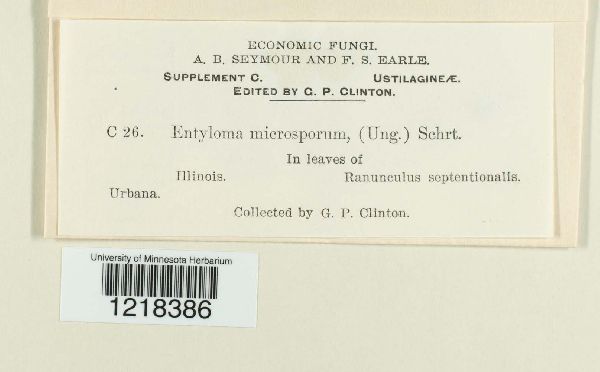 ECONOMIC FUNGI.
A. B. SEYMOUR AND F. S. EARLE.
SUPPLEMENT C. USTILAGINEÆ.
EDITED BY G. P. CLINTON.
C 26. Entyloma microsporum, (Ung.) Schrt.
In leaves of
Illinois. Ranunculus septentionalis.
Urbana.
Collected by G. P. Clinton.
University of Minnesota Herbarium
1218386